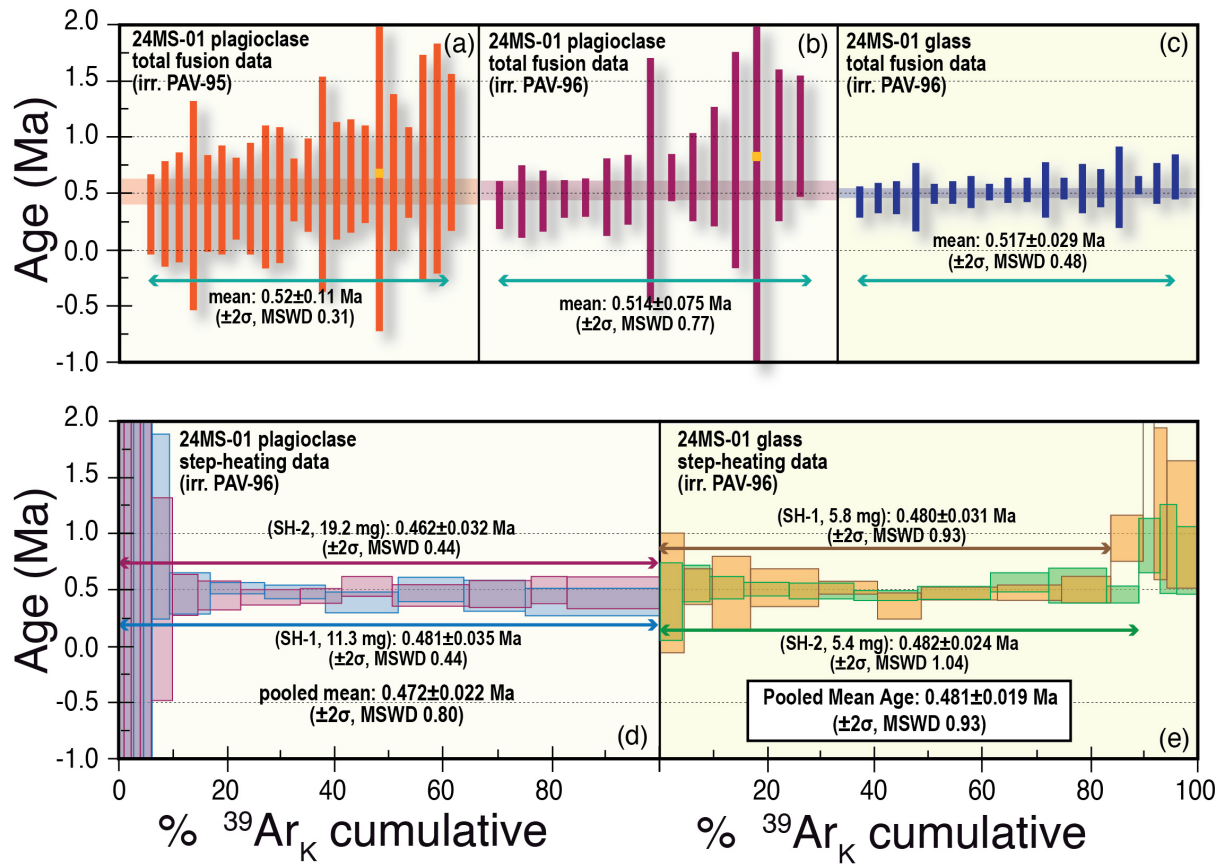 2.0
1.5
1.0
0.5
0.0
-0.5
-1.0
Age (Ma)
24MS-01 plagioclase
total fusion data
(irr. PAV-95)
(a)
mean: 0.52±0.11 Ma
(±2σ, MSWD 0.31)
24MS-01 plagioclase
total fusion data
(irr. PAV-96)
(b)
mean: 0.514±0.075 Ma
(±2σ, MSWD 0.77)
24MS-01 glass
total fusion data
(irr. PAV-96)
(c)
mean: 0.517±0.029 Ma
(±2σ, MSWD 0.48)
2.0
1.5
1.0
0.5
0.0
-0.5
-1.0
Age (Ma)
24MS-01 plagioclase
step-heating data
(irr. PAV-96)
(SH-2, 19.2 mg): 0.462±0.032 Ma
(±2σ, MSWD 0.44)
(SH-1, 11.3 mg): 0.481±0.035 Ma
(±2σ, MSWD 0.44)
pooled mean: 0.472±0.022 Ma
(±2σ, MSWD 0.80)
(d)
24MS-01 glass
step-heating data
(irr. PAV-96)
(SH-1, 5.8 mg): 0.480±0.031 Ma
(±2σ, MSWD 0.93)
(SH-2, 5.4 mg): 0.482±0.024 Ma
(±2σ, MSWD 1.04)
Pooled Mean Age: 0.481±0.019 Ma
(±2σ, MSWD 0.93)
(e)
0 20 40 60 80 20 40 60 80 100
% ³⁹Ar_K cumulative
% ³⁹Ar_K cumulative